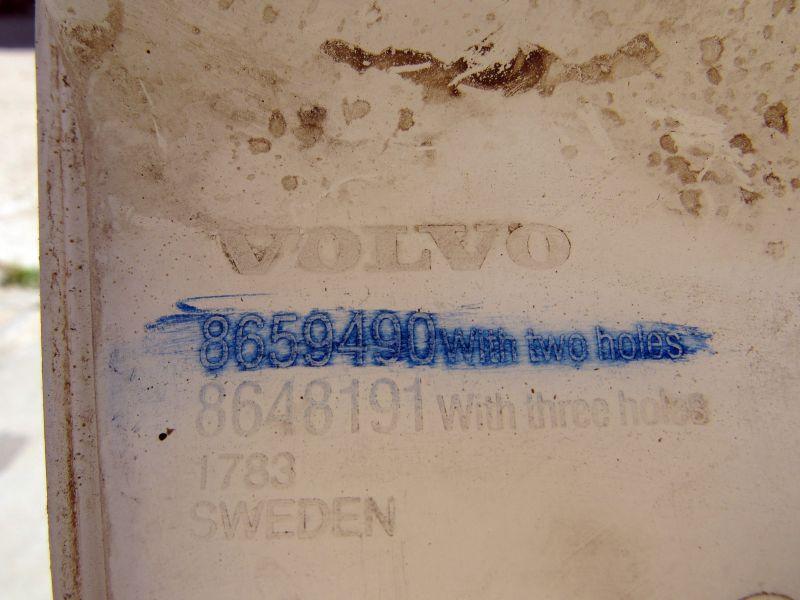 VOLVO
8659490 With two holes
8648191 With three holes
1783
SWEDEN